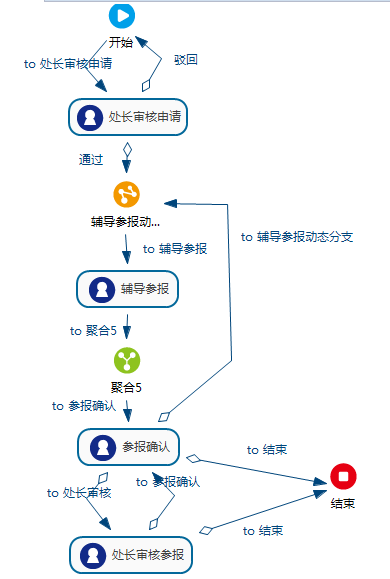 开始
to 处长审核申请
驳回
处长审核申请
通过
辅导参报动...
to 辅导参报动态分支
to 辅导参报
辅导参报
to 聚合5
聚合5
to 参报确认
参报确认
to 结束
to 处长审核
to 参报确认
结束
to 结束
处长审核参报